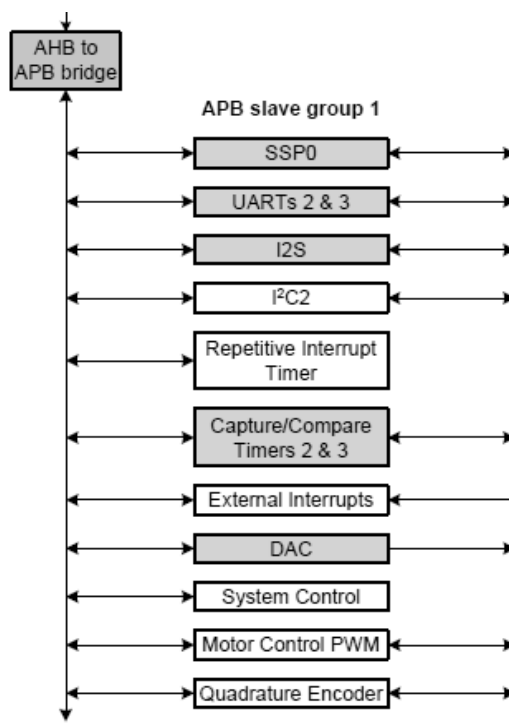 AHB to
APB bridge
APB slave group 1
SSP0
UARTs 2 & 3
I2S
I²C2
Repetitive Interrupt
Timer
Capture/Compare
Timers 2 & 3
External Interrupts
DAC
System Control
Motor Control PWM
Quadrature Encoder